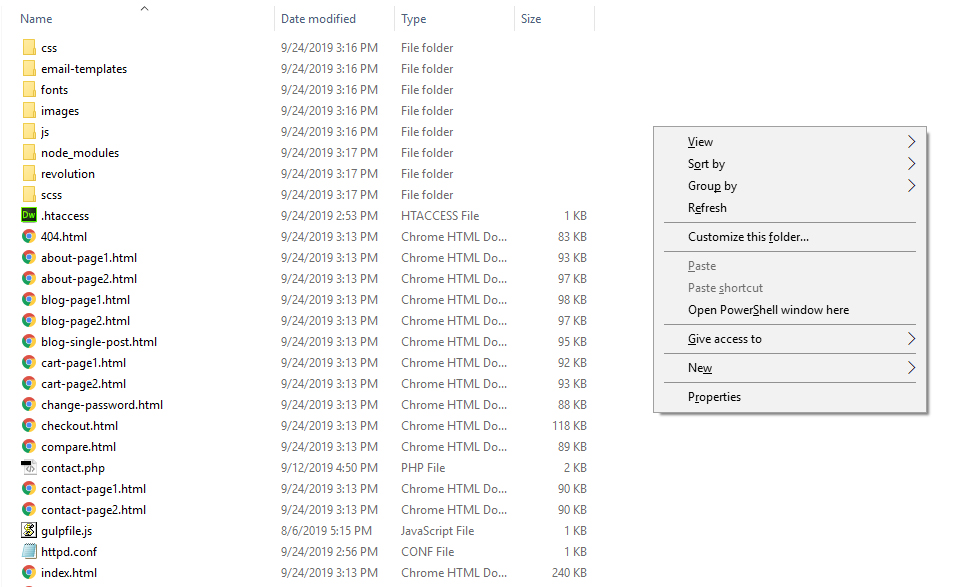 Name Date modified Type Size
css 9/24/2019 3:16 PM File folder
email-templates 9/24/2019 3:16 PM File folder
fonts 9/24/2019 3:16 PM File folder
images 9/24/2019 3:16 PM File folder
js 9/24/2019 3:16 PM File folder
node_modules 9/24/2019 3:17 PM File folder
revolution 9/24/2019 3:17 PM File folder
scss 9/24/2019 3:17 PM File folder
Dw .htaccess 9/24/2019 2:53 PM HTACCESS File 1 KB
404.html 9/24/2019 3:13 PM Chrome HTML Do... 83 KB
about-page1.html 9/24/2019 3:13 PM Chrome HTML Do... 93 KB
about-page2.html 9/24/2019 3:13 PM Chrome HTML Do... 97 KB
blog-page1.html 9/24/2019 3:13 PM Chrome HTML Do... 98 KB
blog-page2.html 9/24/2019 3:13 PM Chrome HTML Do... 97 KB
blog-single-post.html 9/24/2019 3:13 PM Chrome HTML Do... 95 KB
cart-page1.html 9/24/2019 3:13 PM Chrome HTML Do... 92 KB
cart-page2.html 9/24/2019 3:13 PM Chrome HTML Do... 93 KB
change-password.html 9/24/2019 3:13 PM Chrome HTML Do... 88 KB
checkout.html 9/24/2019 3:13 PM Chrome HTML Do... 118 KB
compare.html 9/24/2019 3:13 PM Chrome HTML Do... 89 KB
contact.php 9/12/2019 4:50 PM PHP File 2 KB
contact-page1.html 9/24/2019 3:13 PM Chrome HTML Do... 90 KB
contact-page2.html 9/24/2019 3:13 PM Chrome HTML Do... 90 KB
gulpfile.js 8/6/2019 5:15 PM JavaScript File 1 KB
httpd.conf 9/24/2019 2:56 PM CONF File 1 KB
index.html 9/24/2019 3:13 PM Chrome HTML Do... 240 KB
View
Sort by
Group by
Refresh
Customize this folder...
Paste
Paste shortcut
Open PowerShell window here
Give access to
New
Properties